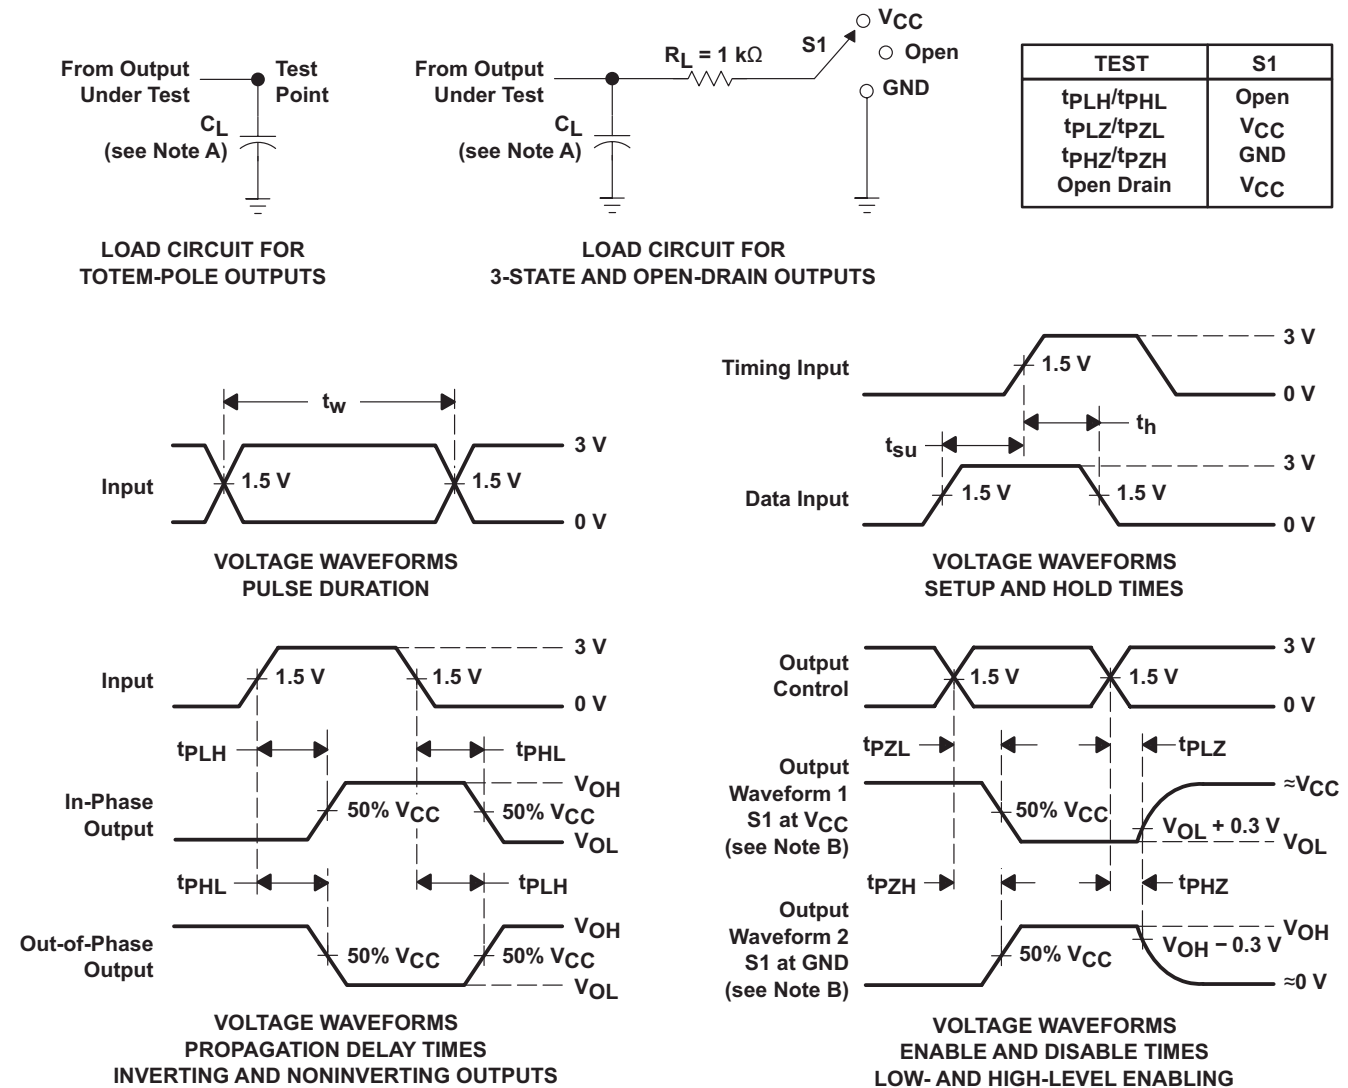 From Output
Under Test
Test
Point
CL
(see Note A)
LOAD CIRCUIT FOR
TOTEM-POLE OUTPUTS
From Output
Under Test
CL
(see Note A)
RL = 1 kΩ
S1
VCC
Open
GND
LOAD CIRCUIT FOR
3-STATE AND OPEN-DRAIN OUTPUTS
TEST S1
tPLH/tPHL Open
tPLZ/tPZL VCC
tPHZ/tPZH GND
Open Drain VCC
tw
Input
1.5 V
1.5 V
3 V
0 V
VOLTAGE WAVEFORMS
PULSE DURATION
Timing Input
1.5 V
3 V
0 V
tsu
th
Data Input
1.5 V
1.5 V
3 V
0 V
VOLTAGE WAVEFORMS
SETUP AND HOLD TIMES
Input
1.5 V
1.5 V
3 V
0 V
tPLH
tPHL
In-Phase
Output
50% VCC
50% VCC
VOH
VOL
tPHL
tPLH
Out-of-Phase
Output
50% VCC
50% VCC
VOH
VOL
VOLTAGE WAVEFORMS
PROPAGATION DELAY TIMES
INVERTING AND NONINVERTING OUTPUTS
Output
Control
1.5 V
1.5 V
3 V
0 V
tPZL
tPLZ
Output
Waveform 1
S1 at VCC
(see Note B)
50% VCC
VOL + 0.3 V
≈VCC
VOL
tPZH
tPHZ
Output
Waveform 2
S1 at GND
(see Note B)
50% VCC
VOH − 0.3 V
VOH
≈0 V
VOLTAGE WAVEFORMS
ENABLE AND DISABLE TIMES
LOW- AND HIGH-LEVEL ENABLING